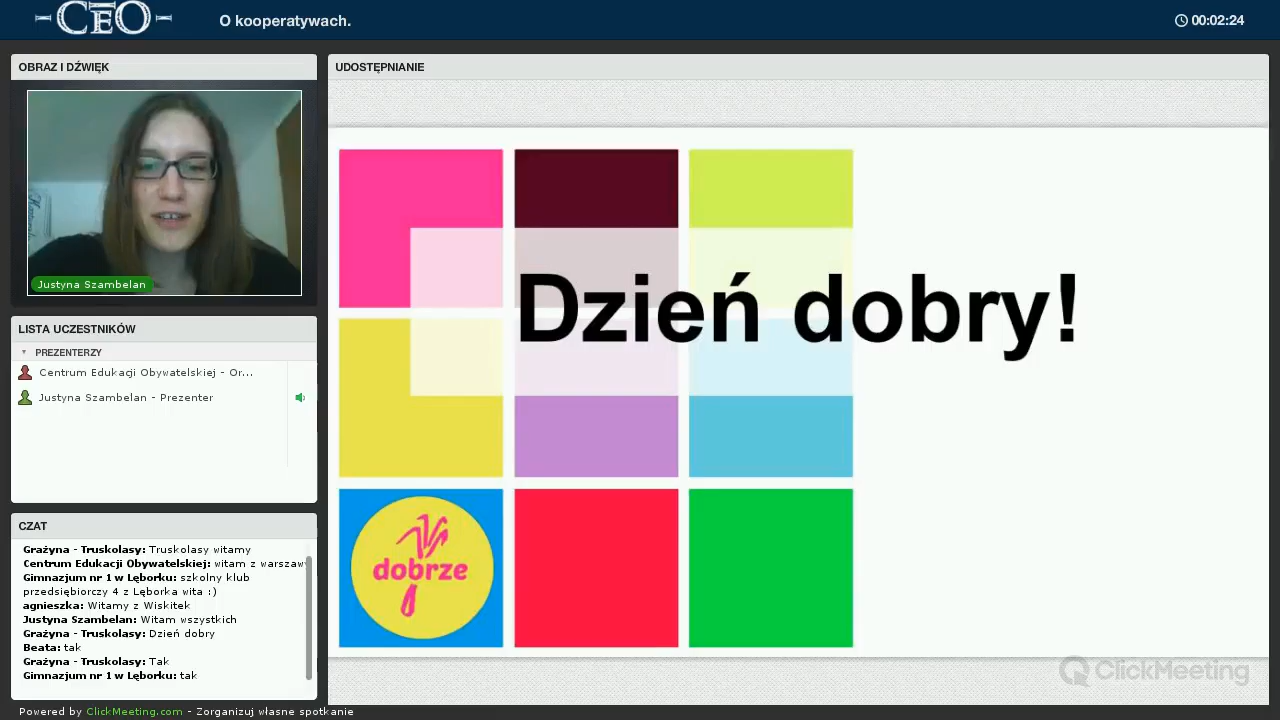 CEO
O kooperatywach.
00:02:24
OBRAZ I DŹWIĘK
Justyna Szambelan
LISTA UCZESTNIKÓW
PREZENTERZY
Centrum Edukacji Obywatelskiej - Or...
Justyna Szambelan - Prezenter
CZAT
Grażyna - Truskolasy: Truskolasy witamy
Centrum Edukacji Obywatelskiej: witam z warszaw
Gimnazjum nr 1 w Lęborku: szkolny klub
przedsiębiorczy 4 z Lęborka wita :)
agnieszka: Witamy z Wiskitek
Justyna Szambelan: Witam wszystkich
Grażyna - Truskolasy: Dzień dobry
Beata: tak
Grażyna - Truskolasy: Tak
Gimnazjum nr 1 w Lęborku: tak
Powered by ClickMeeting.com - Zorganizuj własne spotkanie
UDOSTĘPNIANIE
Dzień dobry!
dobrze
ClickMeeting